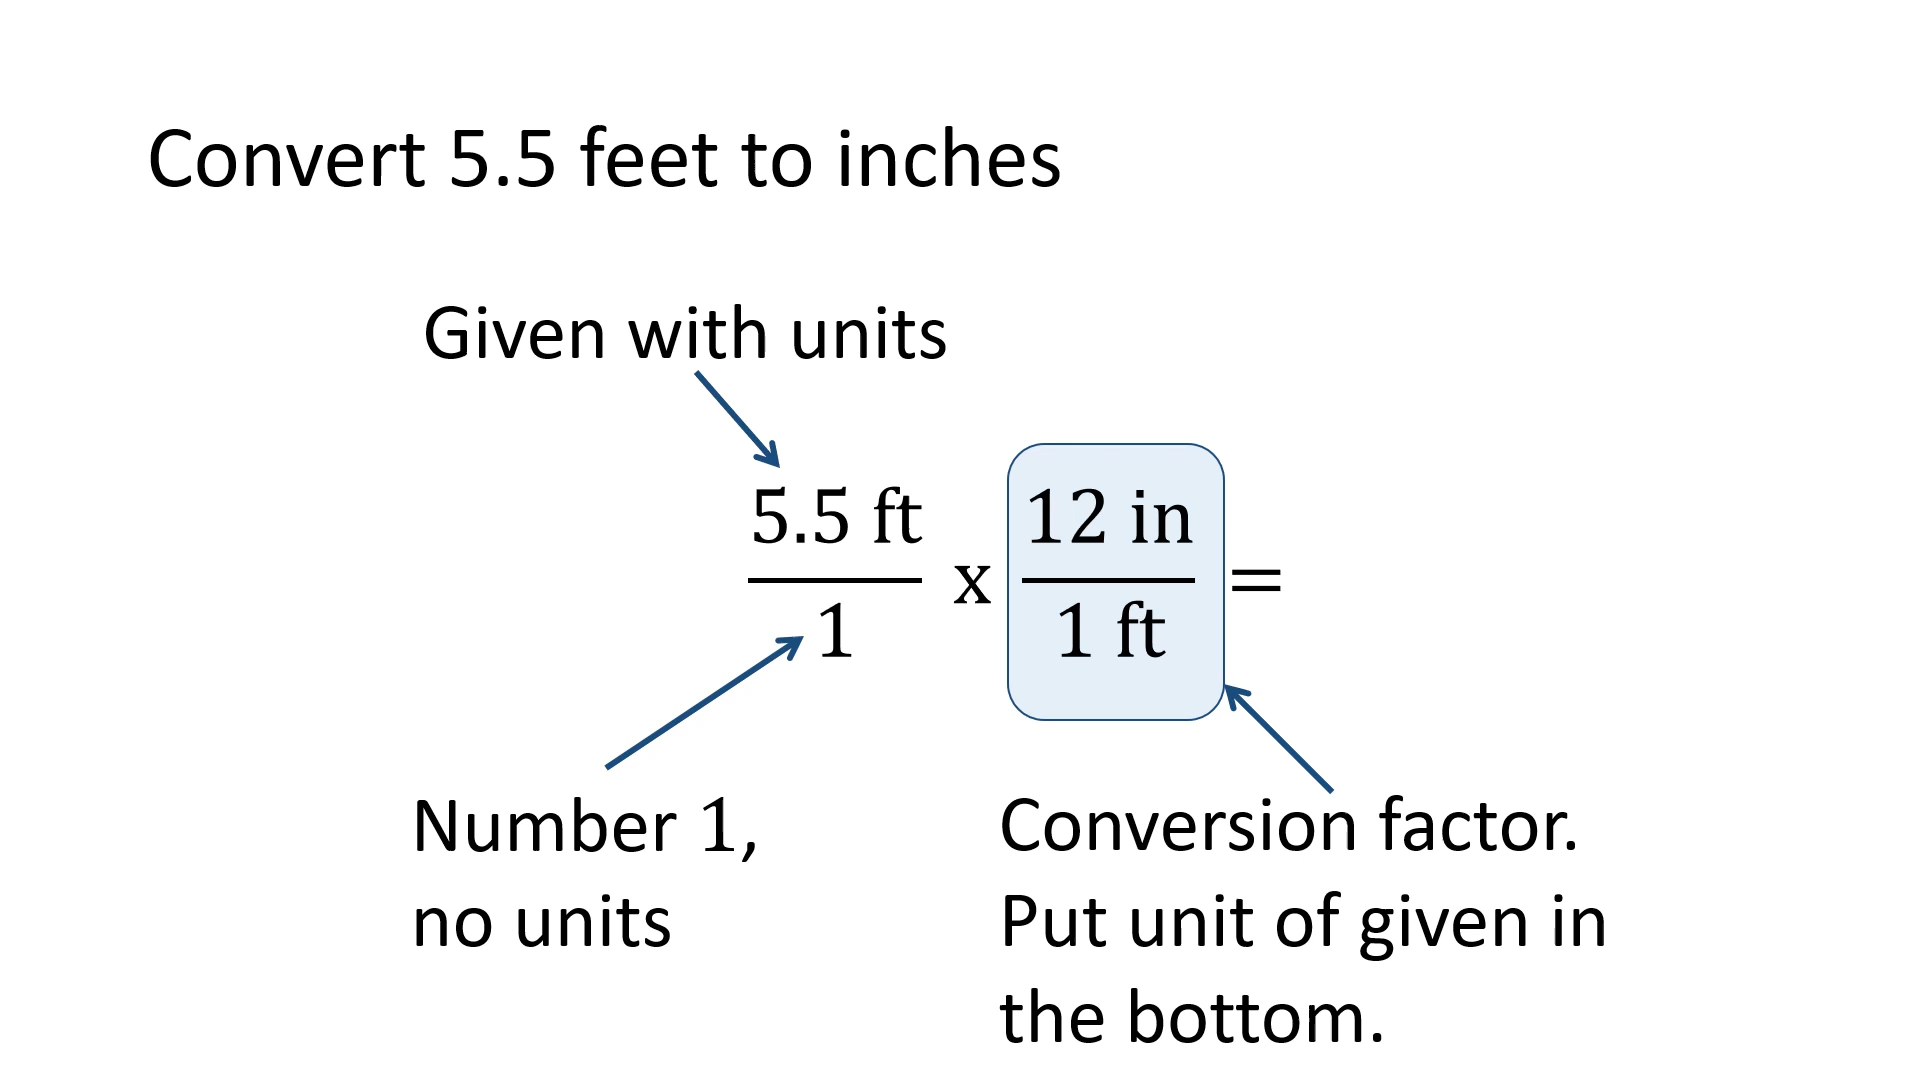 Convert 5.5 feet to inches
Given with units
5.5 ft 12 in
x =
1 1 ft
Number 1,
no units
Conversion factor.
Put unit of given in
the bottom.